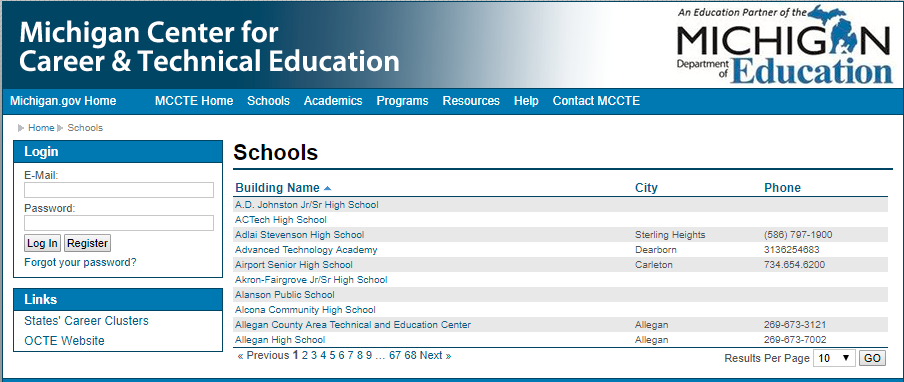 Michigan Center for
Career & Technical Education
An Education Partner of the
MICHIGAN
Department of
Education
Michigan.gov Home MCCTE Home Schools Academics Programs Resources Help Contact MCCTE
Home Schools
Login
E-Mail:
Password:
Log In Register
Forgot your password?
Links
States' Career Clusters
OCTE Website
Schools
Building Name City Phone
A.D. Johnston Jr/Sr High School
ACTech High School
Adlai Stevenson High School Sterling Heights (586) 797-1900
Advanced Technology Academy Dearborn 3136254683
Airport Senior High School Carleton 734.654.6200
Akron-Fairgrove Jr/Sr High School
Alanson Public School
Alcona Community High School
Allegan County Area Technical and Education Center Allegan 269-673-3121
Allegan High School Allegan 269-673-7002
« Previous 1 2 3 4 5 6 7 8 9 ... 67 68 Next »
Results Per Page 10 GO